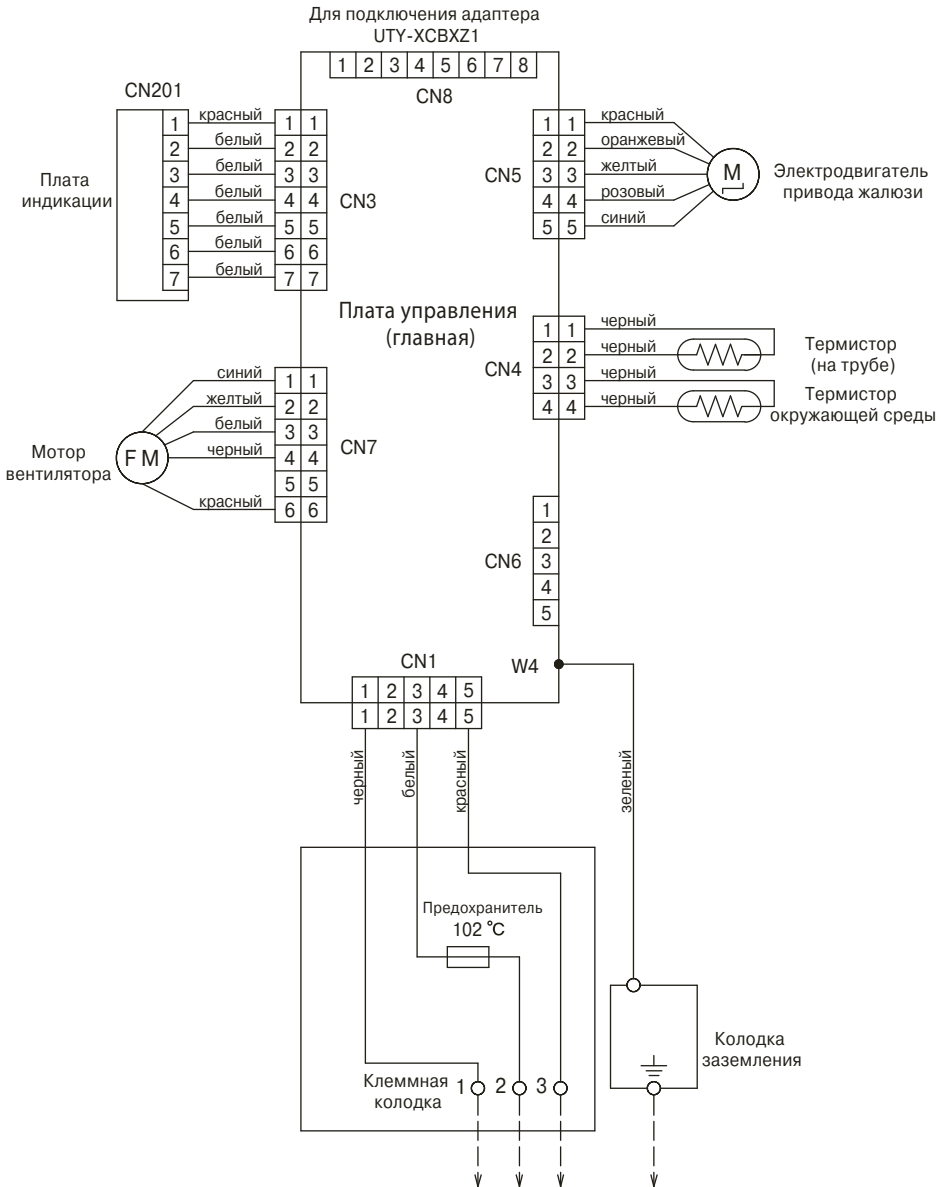 Для подключения адаптера
UTY-XCBXZ1
1 2 3 4 5 6 7 8
CN8
CN201
Плата
индикации
1 красный 1 1
2 белый 2 2
3 белый 3 3
4 белый 4 4
5 белый 5 5
6 белый 6 6
7 белый 7 7
CN3
CN5
1 1 красный
2 2 оранжевый
3 3 желтый
4 4 розовый
5 5 синий
M
Электродвигатель
привода жалюзи
Плата управления
(главная)
CN4
1 1 черный
2 2 черный
3 3 черный
4 4 черный
Термистор
(на трубе)
Термистор
окружающей среды
Мотор
вентилятора
F M
синий 1 1
желтый 2 2
белый 3 3
черный 4 4
5 5
красный 6 6
CN7
CN6
1
2
3
4
5
W4
CN1
1 2 3 4 5
1 2 3 4 5
черный
белый
красный
зеленый
Предохранитель
102 °C
Клеммная
колодка
1 2 3
Колодка
заземления